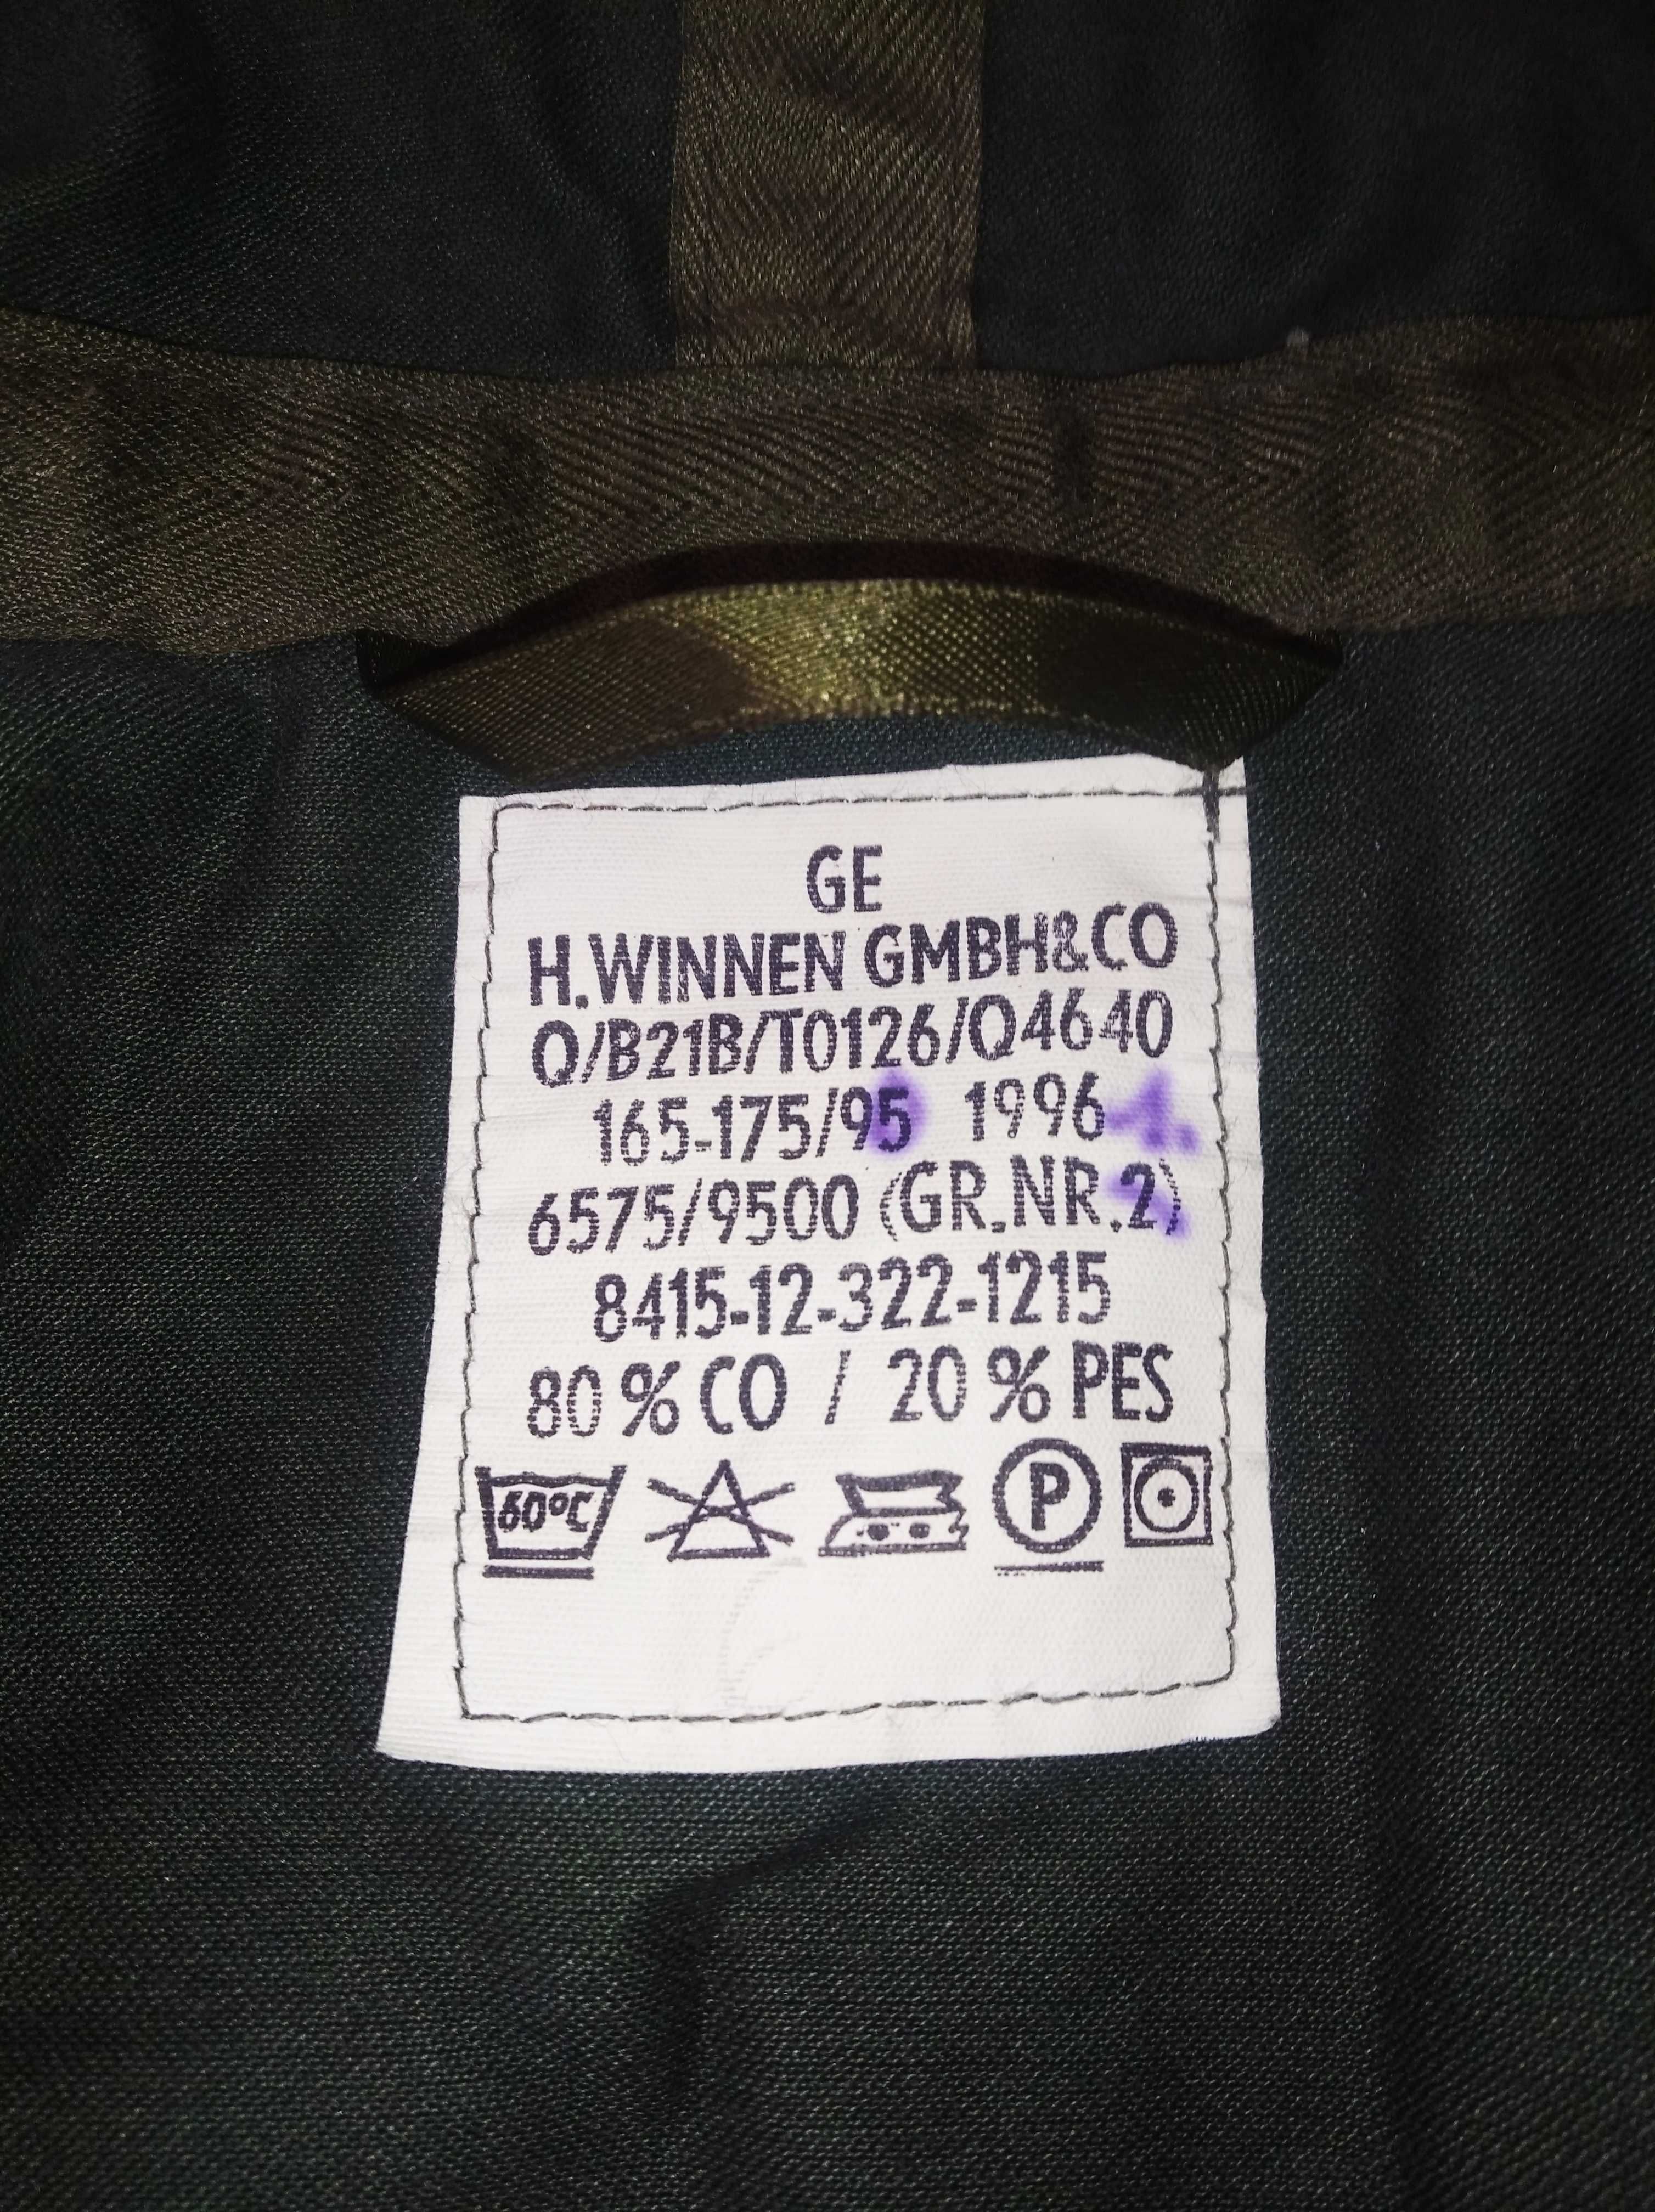 GE
H.WINNEN GMBH&CO
Q/B21B/T0126/Q4640
165-175/95 1996
6575/9500 (GR.NR.2)
8415-12-322-1215
80 % CO / 20 % PES
60°C P